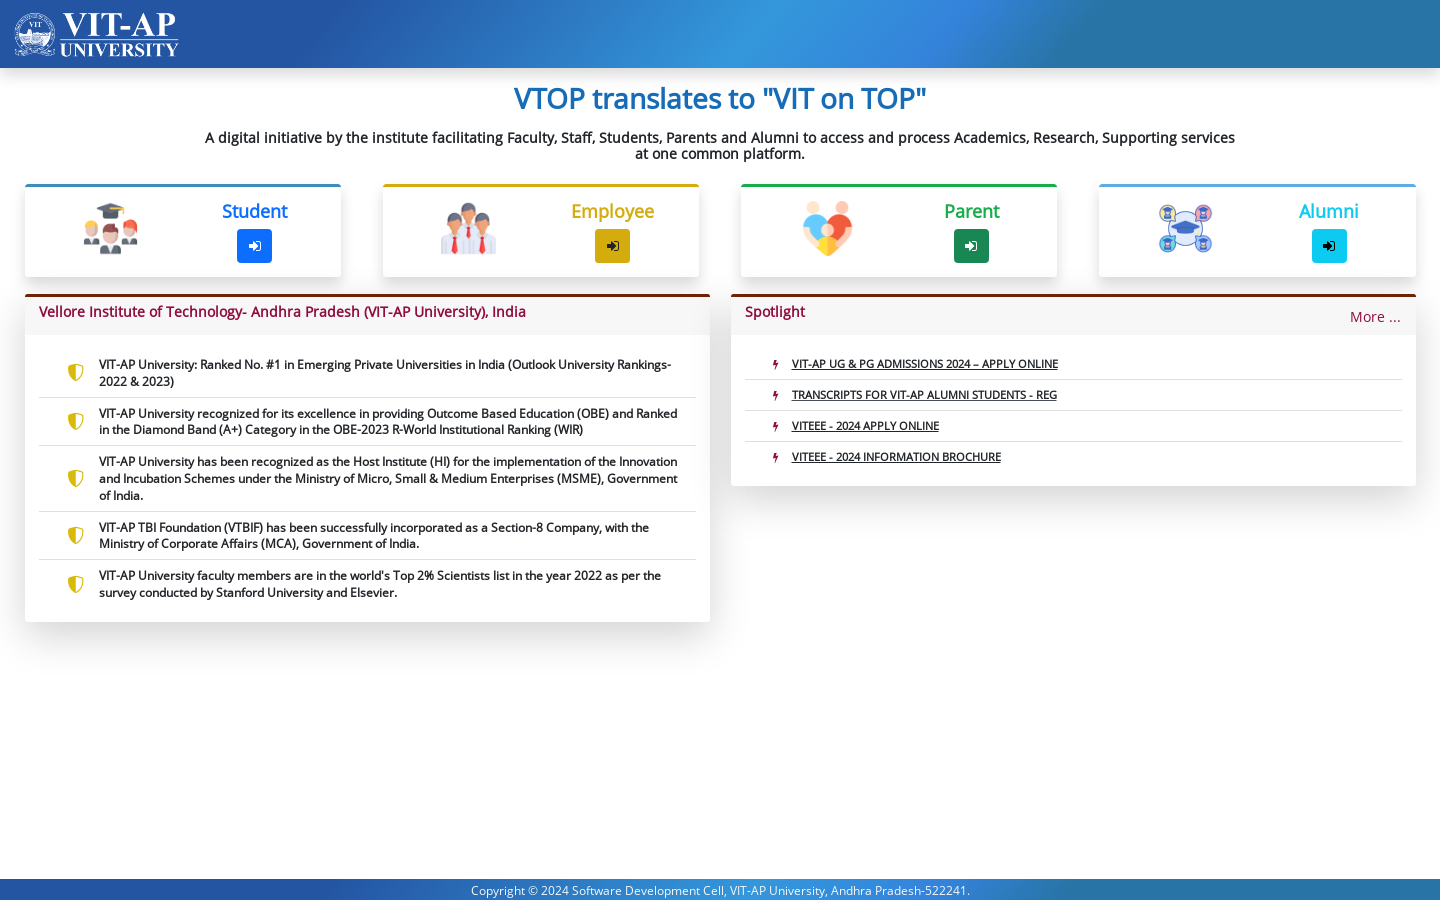 VIT
VIT-AP
UNIVERSITY
VTOP translates to "VIT on TOP"
A digital initiative by the institute facilitating Faculty, Staff, Students, Parents and Alumni to access and process Academics, Research, Supporting services
at one common platform.
Student
Employee
Parent
Alumni
Vellore Institute of Technology- Andhra Pradesh (VIT-AP University), India
VIT-AP University: Ranked No. #1 in Emerging Private Universities in India (Outlook University Rankings-
2022 & 2023)
VIT-AP University recognized for its excellence in providing Outcome Based Education (OBE) and Ranked
in the Diamond Band (A+) Category in the OBE-2023 R-World Institutional Ranking (WIR)
VIT-AP University has been recognized as the Host Institute (HI) for the implementation of the Innovation
and Incubation Schemes under the Ministry of Micro, Small & Medium Enterprises (MSME), Government
of India.
VIT-AP TBI Foundation (VTBIF) has been successfully incorporated as a Section-8 Company, with the
Ministry of Corporate Affairs (MCA), Government of India.
VIT-AP University faculty members are in the world's Top 2% Scientists list in the year 2022 as per the
survey conducted by Stanford University and Elsevier.
Spotlight
More ...
VIT-AP UG & PG ADMISSIONS 2024 – APPLY ONLINE
TRANSCRIPTS FOR VIT-AP ALUMNI STUDENTS - REG
VITEEE - 2024 APPLY ONLINE
VITEEE - 2024 INFORMATION BROCHURE
Copyright © 2024 Software Development Cell, VIT-AP University, Andhra Pradesh-522241.